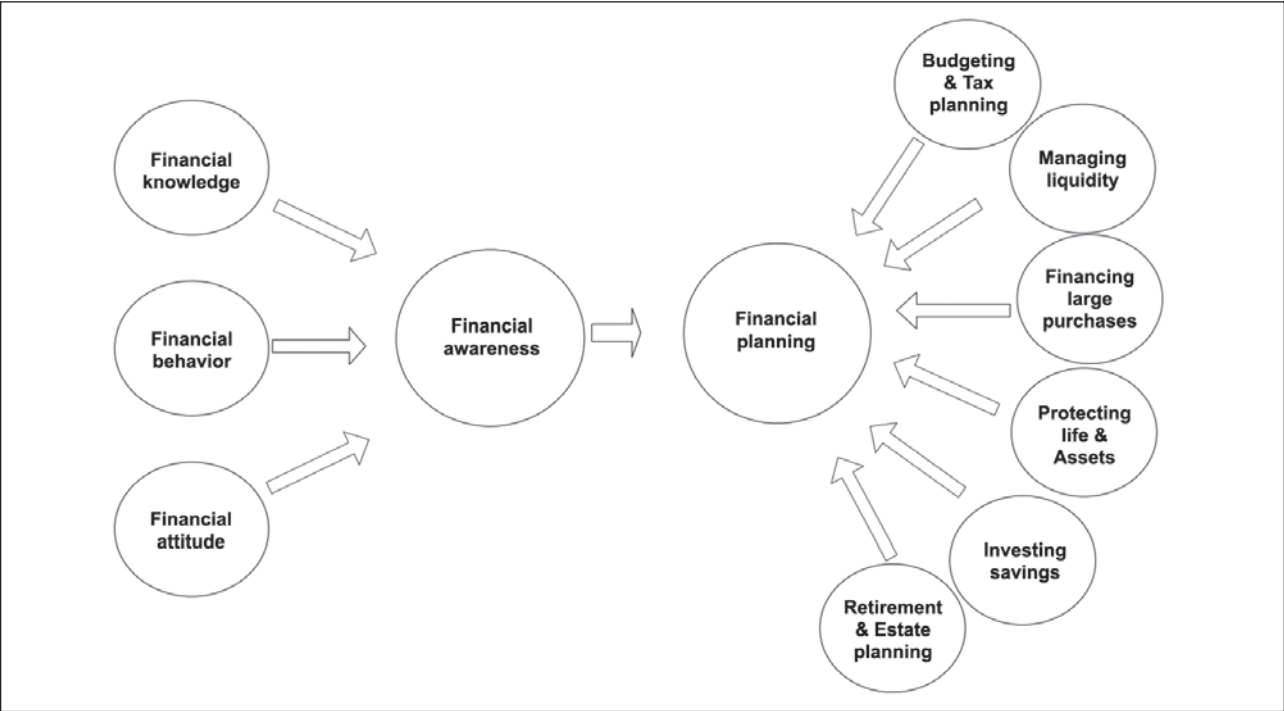 Financial
knowledge
Financial
behavior
Financial
attitude
Financial
awareness
Financial
planning
Budgeting
& Tax
planning
Managing
liquidity
Financing
large
purchases
Protecting
life &
Assets
Investing
savings
Retirement
& Estate
planning